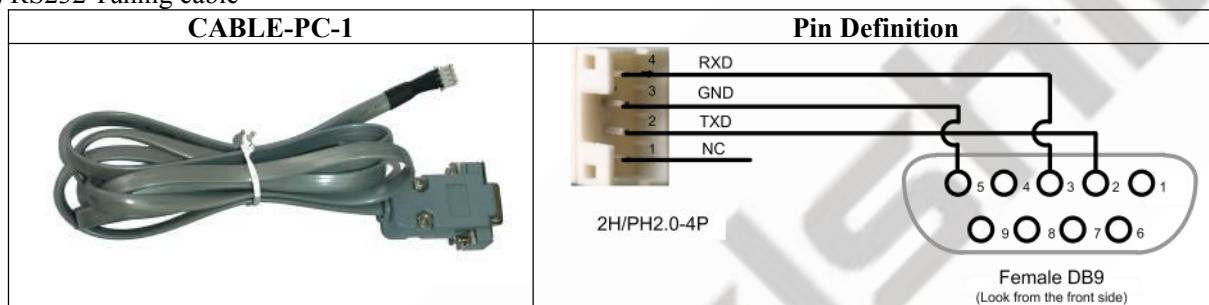 RS232 Tuning cable
CABLE-PC-1
Pin Definition
4 RXD
3 GND
2 TXD
1 NC
2H/PH2.0-4P
5 4 3 2 1
9 8 7 6
Female DB9
(Look from the front side)